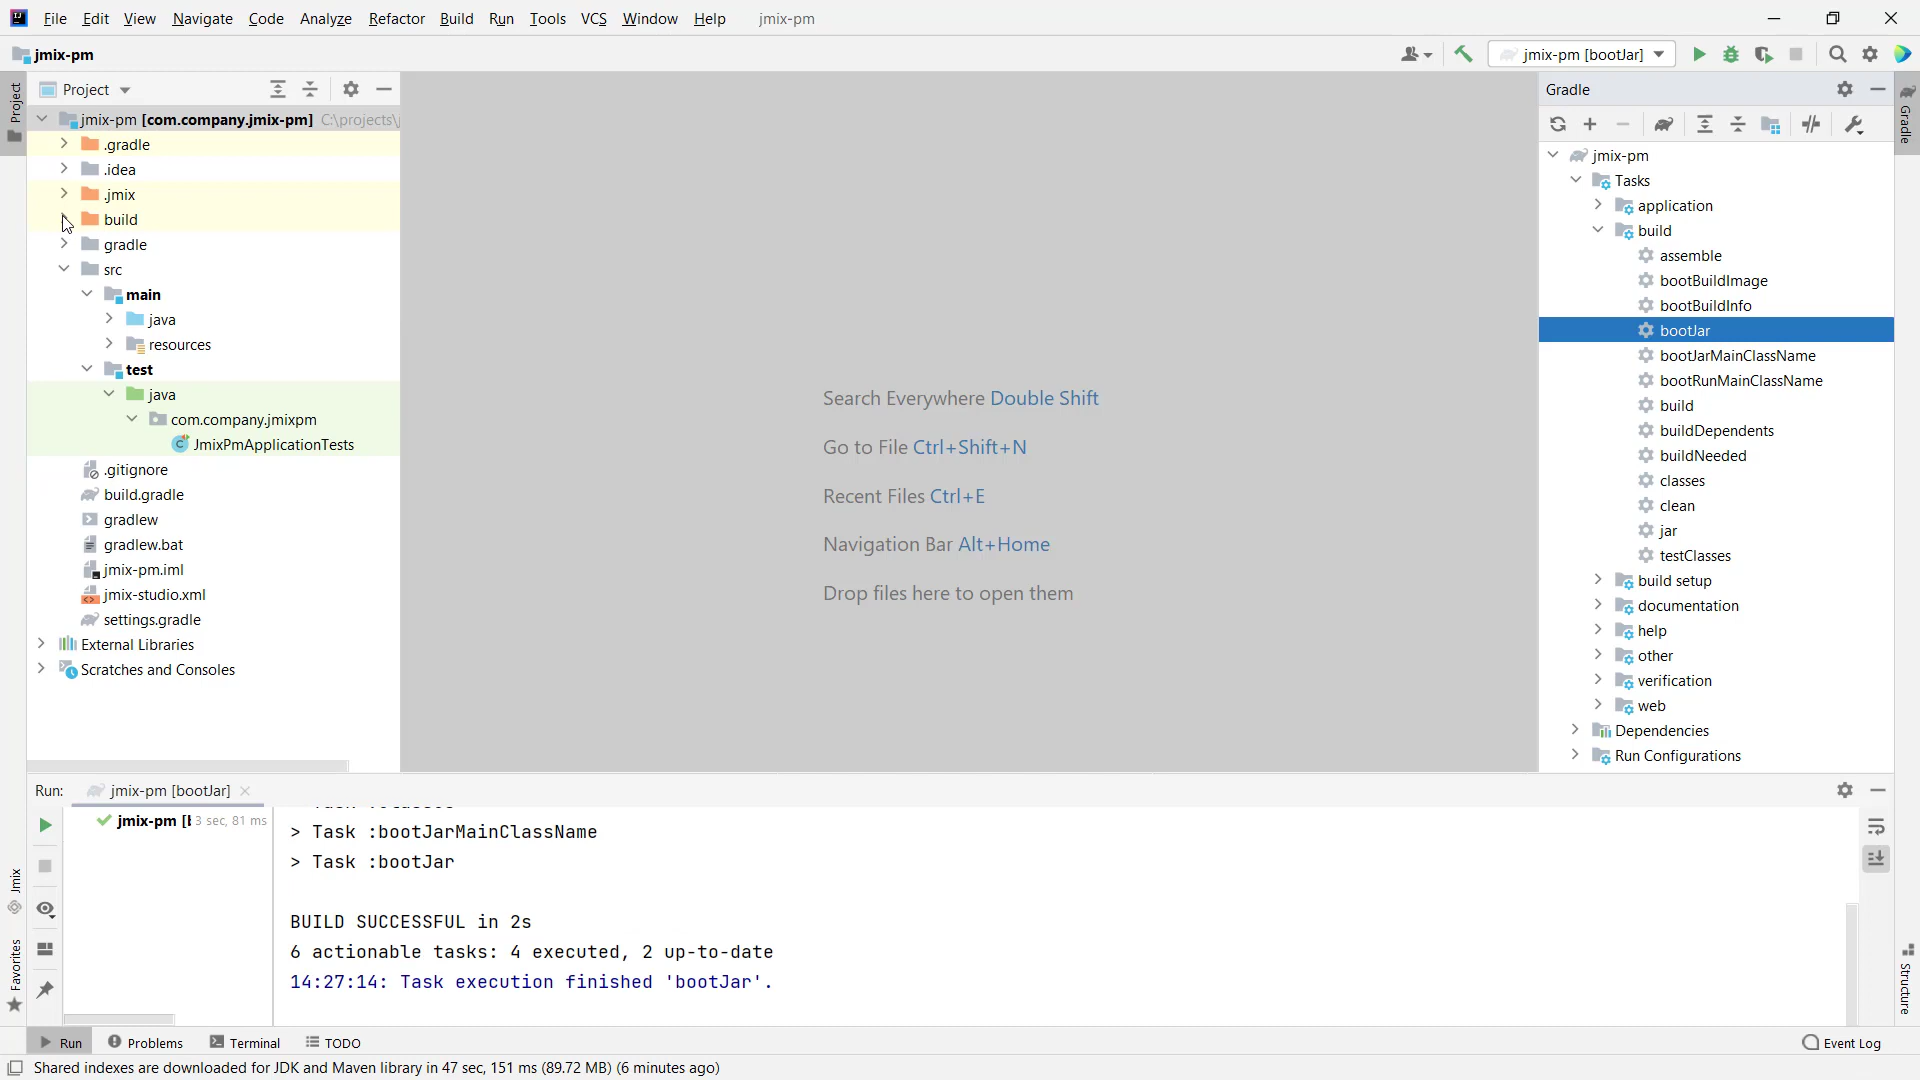 File Edit View Navigate Code Analyze Refactor Build Run Tools VCS Window Help jmix-pm
jmix-pm
jmix-pm [bootJar]
Project
Project
jmix-pm [com.company.jmix-pm] C:\projects\
.gradle
.idea
.jmix
build
gradle
src
main
java
resources
test
java
com.company.jmixpm
JmixPmApplicationTests
.gitignore
build.gradle
gradlew
gradlew.bat
jmix-pm.iml
jmix-studio.xml
settings.gradle
External Libraries
Scratches and Consoles
Search Everywhere Double Shift
Go to File Ctrl+Shift+N
Recent Files Ctrl+E
Navigation Bar Alt+Home
Drop files here to open them
Gradle
Gradle
jmix-pm
Tasks
application
build
assemble
bootBuildImage
bootBuildInfo
bootJar
bootJarMainClassName
bootRunMainClassName
build
buildDependents
buildNeeded
classes
clean
jar
testClasses
build setup
documentation
help
other
verification
web
Dependencies
Run Configurations
Run: jmix-pm [bootJar]
jmix-pm [ 3 sec, 81 ms
> Task :bootJarMainClassName
> Task :bootJar
BUILD SUCCESSFUL in 2s
6 actionable tasks: 4 executed, 2 up-to-date
14:27:14: Task execution finished 'bootJar'.
Jmix
Favorites
Structure
Run Problems Terminal TODO Event Log
Shared indexes are downloaded for JDK and Maven library in 47 sec, 151 ms (89.72 MB) (6 minutes ago)